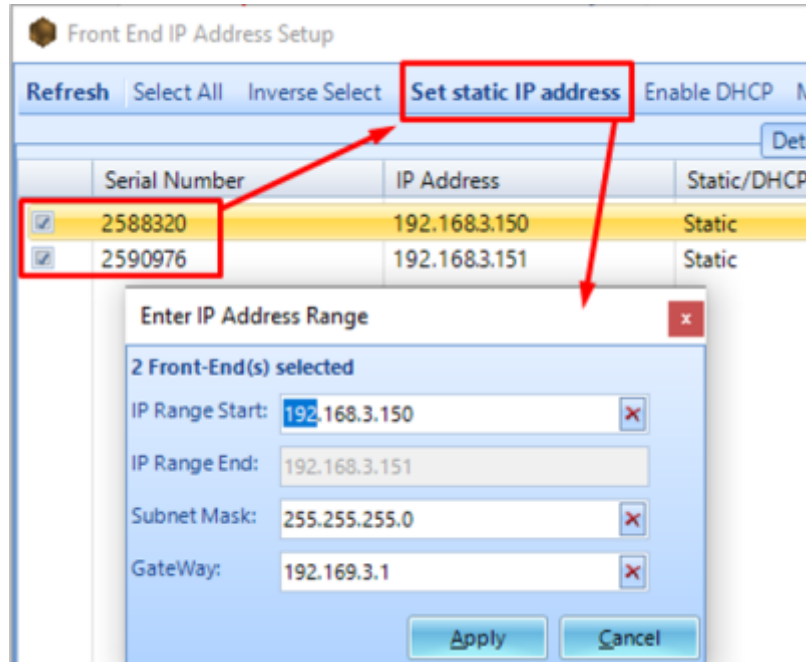 Front End IP Address Setup
Refresh Select All Inverse Select Set static IP address Enable DHCP
Serial Number IP Address Static/DHCP
2588320 192.168.3.150 Static
2590976 192.168.3.151 Static
Enter IP Address Range
2 Front-End(s) selected
IP Range Start: 192.168.3.150
IP Range End: 192.168.3.151
Subnet Mask: 255.255.255.0
GateWay: 192.169.3.1
Apply Cancel